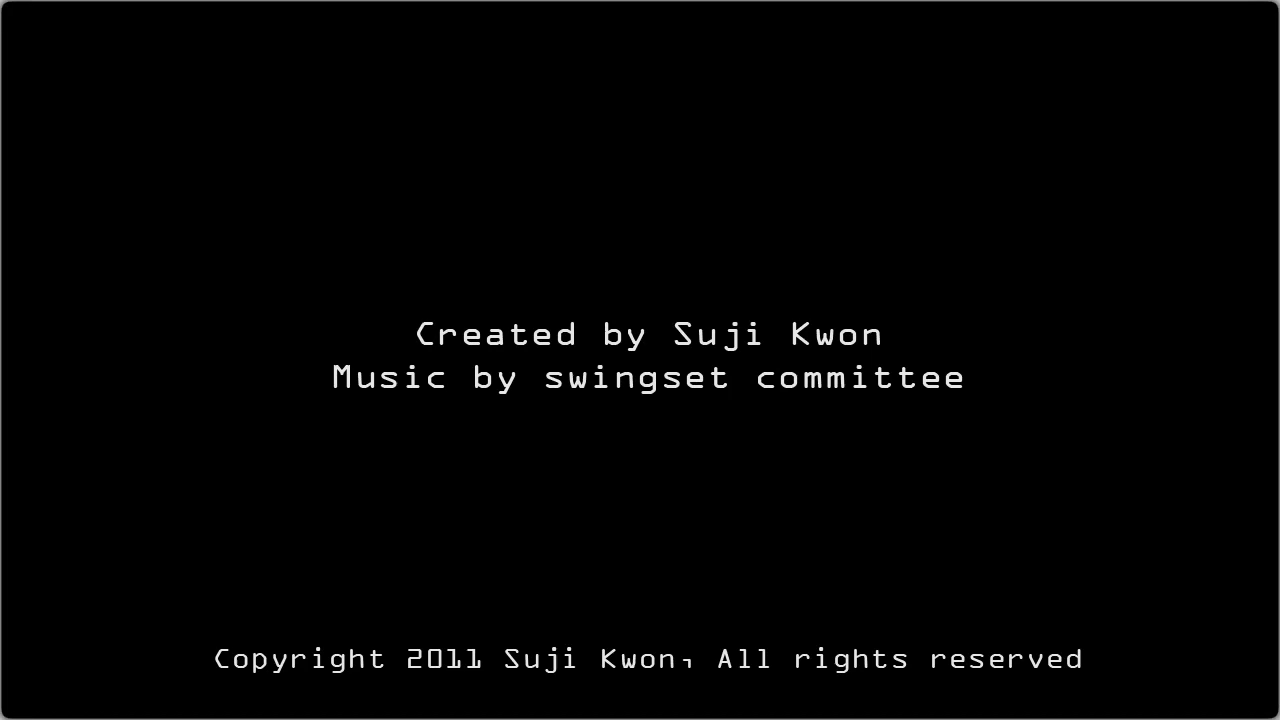 Created by Suji Kwon
Music by swingset committee
Copyright 2011 Suji Kwon, All rights reserved